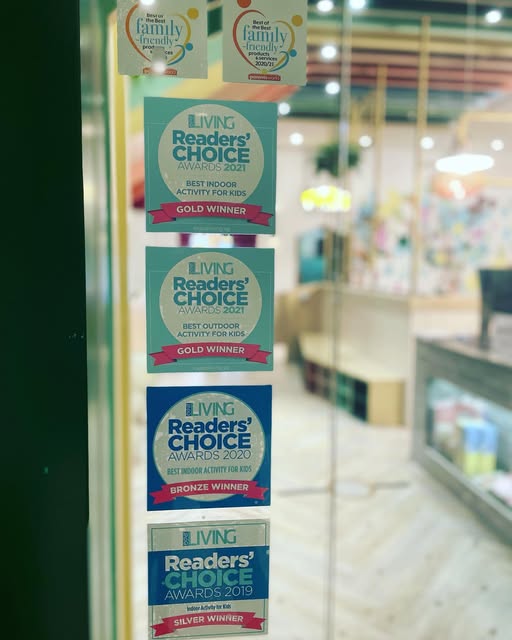 Best of
the Best
family
-friendly
products
& services
Best of
the Best
family
-friendly
products
& services
2020/21
LIVING
Readers'
CHOICE
AWARDS 2021
BEST INDOOR
ACTIVITY FOR KIDS
GOLD WINNER
LIVING
Readers'
CHOICE
AWARDS 2021
BEST OUTDOOR
ACTIVITY FOR KIDS
GOLD WINNER
LIVING
Readers'
CHOICE
AWARDS 2020
BEST INDOOR ACTIVITY FOR KIDS
BRONZE WINNER
LIVING
Readers'
CHOICE
AWARDS 2019
Indoor Activity for Kids
SILVER WINNER